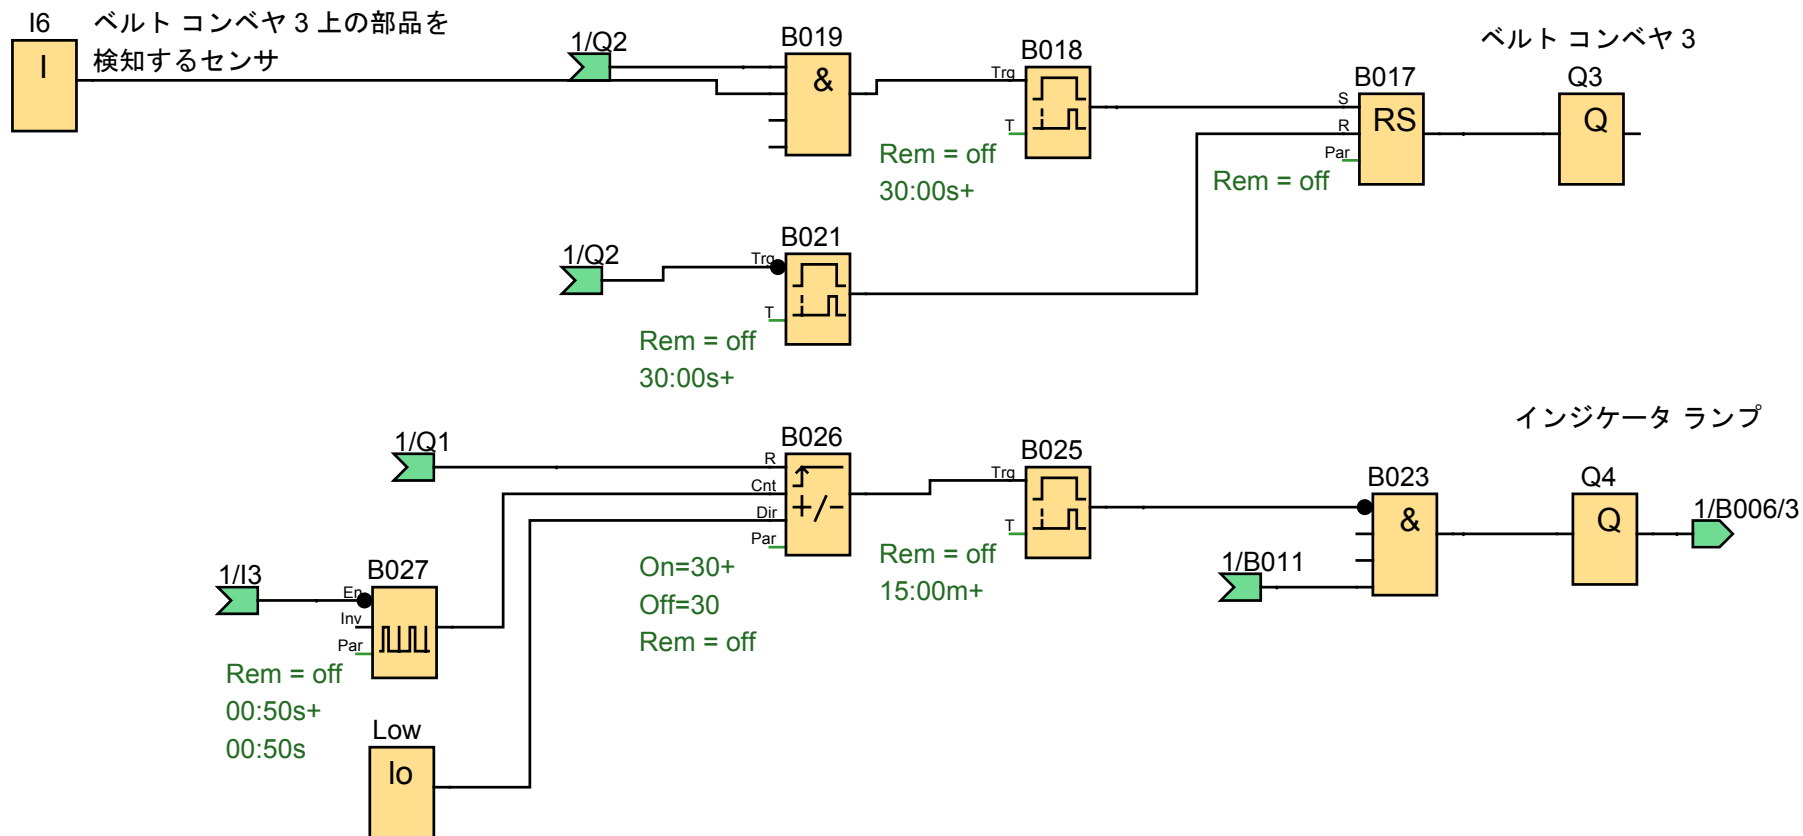 I6
ベルト コンベヤ 3 上の部品を
検知するセンサ
I
1/Q2
B019
&
B018
Trg
T
Rem = off
30:00s+
ベルト コンベヤ 3
B017
S
R
Par
RS
Rem = off
Q3
Q
1/Q2
B021
Trg
T
Rem = off
30:00s+
インジケータ ランプ
1/Q1
B026
R
Cnt
Dir
Par
+/−
On=30+
Off=30
Rem = off
B025
Trg
T
Rem = off
15:00m+
B023
&
1/B011
Q4
Q
1/B006/3
1/I3
B027
En
Inv
Par
Rem = off
00:50s+
00:50s
Low
lo